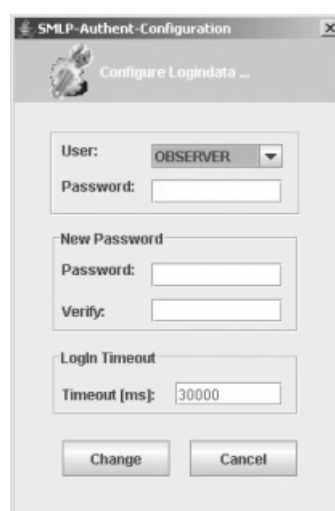 SMLP-Authent-Configuration
Configure Logindata ...
User: OBSERVER
Password:
New Password
Password:
Verify:
LogIn Timeout
Timeout [ms]: 30000
Change Cancel